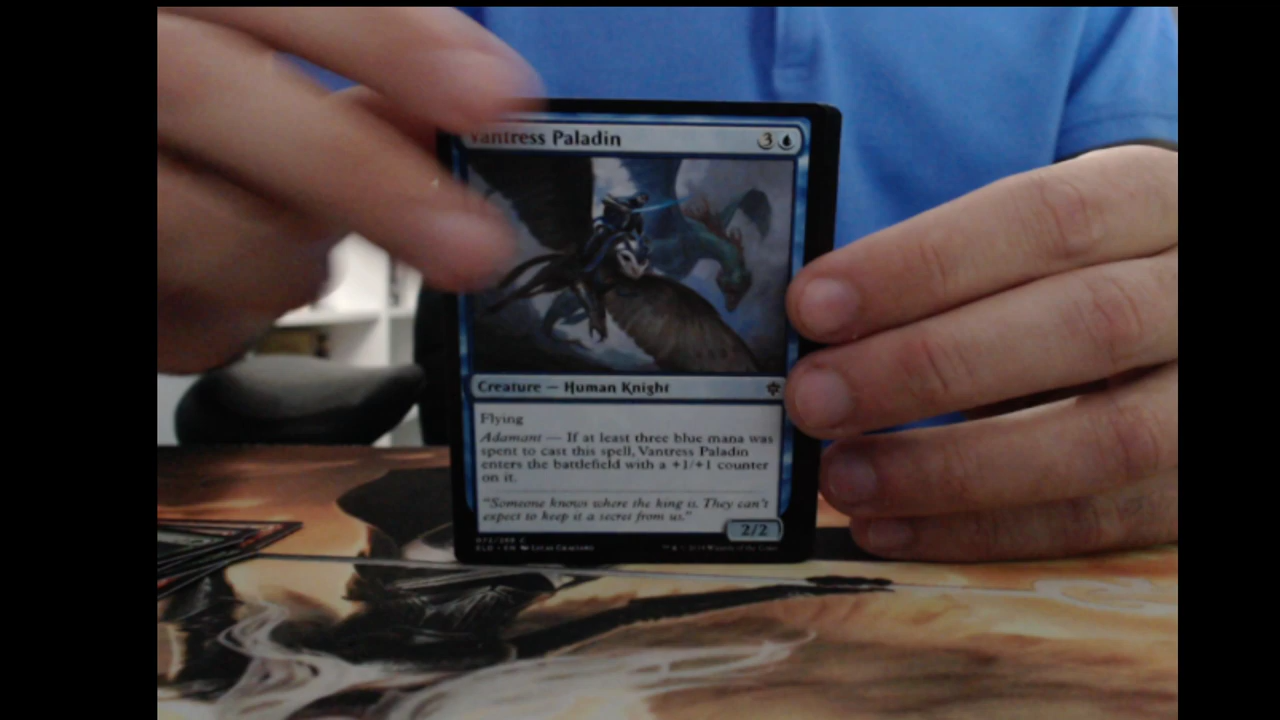 Vantress Paladin 3
Creature — Human Knight
Flying
Adamant — If at least three blue mana was
spent to cast this spell, Vantress Paladin
enters the battlefield with a +1/+1 counter
on it.
"Someone knows where the king is. They can't
expect to keep it a secret from us."
2/2
ELD • EN